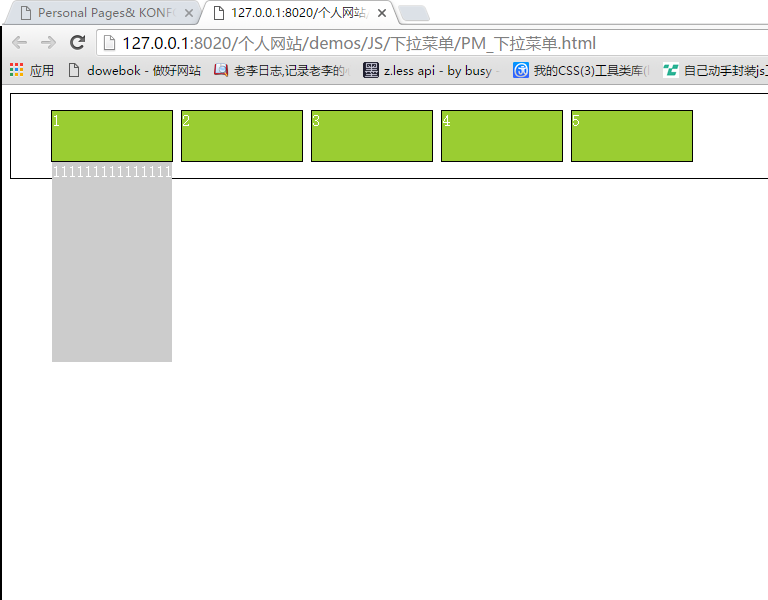 Personal Pages& KONF
127.0.0.1:8020/个人网站/
127.0.0.1:8020/个人网站/demos/JS/下拉菜单/PM_下拉菜单.html
应用 dowebok - 做好网站 老李日志,记录老李的 z.less api - by busy - 我的CSS(3)工具类库( 自己动手封装js
1 2 3 4 5
111111111111111